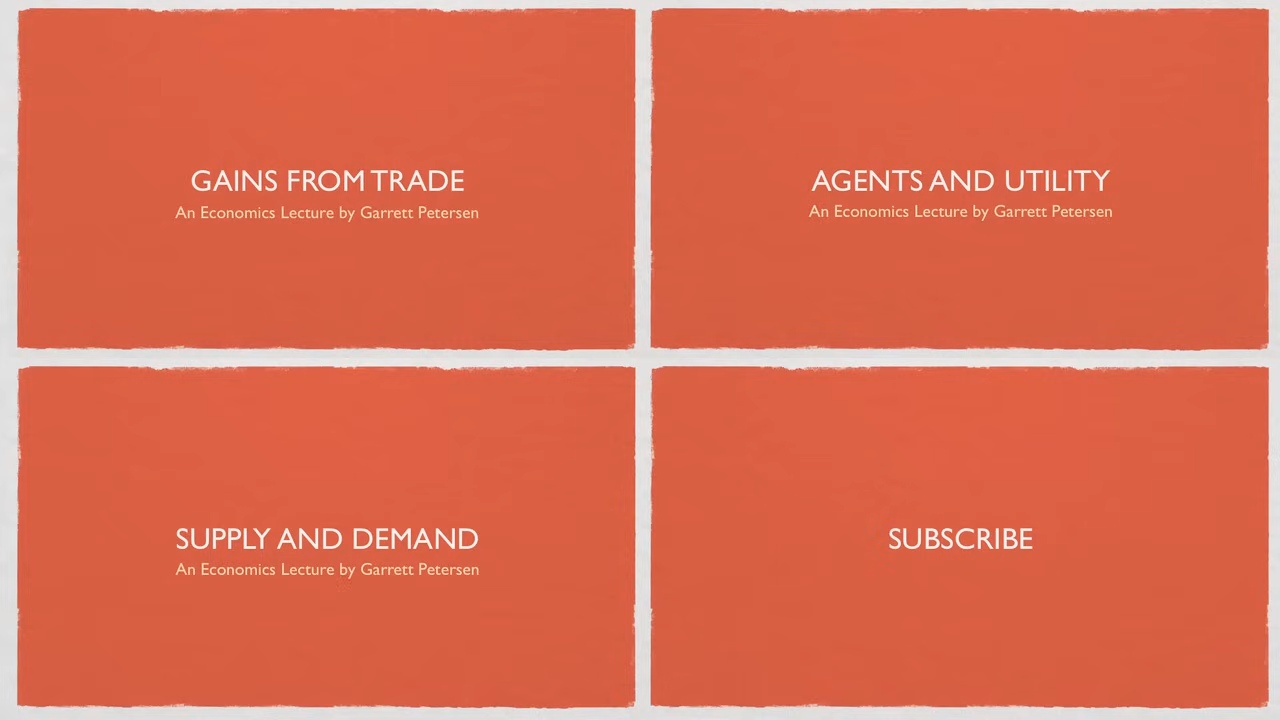 GAINS FROM TRADE
An Economics Lecture by Garrett Petersen
AGENTS AND UTILITY
An Economics Lecture by Garrett Petersen
SUPPLY AND DEMAND
An Economics Lecture by Garrett Petersen
SUBSCRIBE